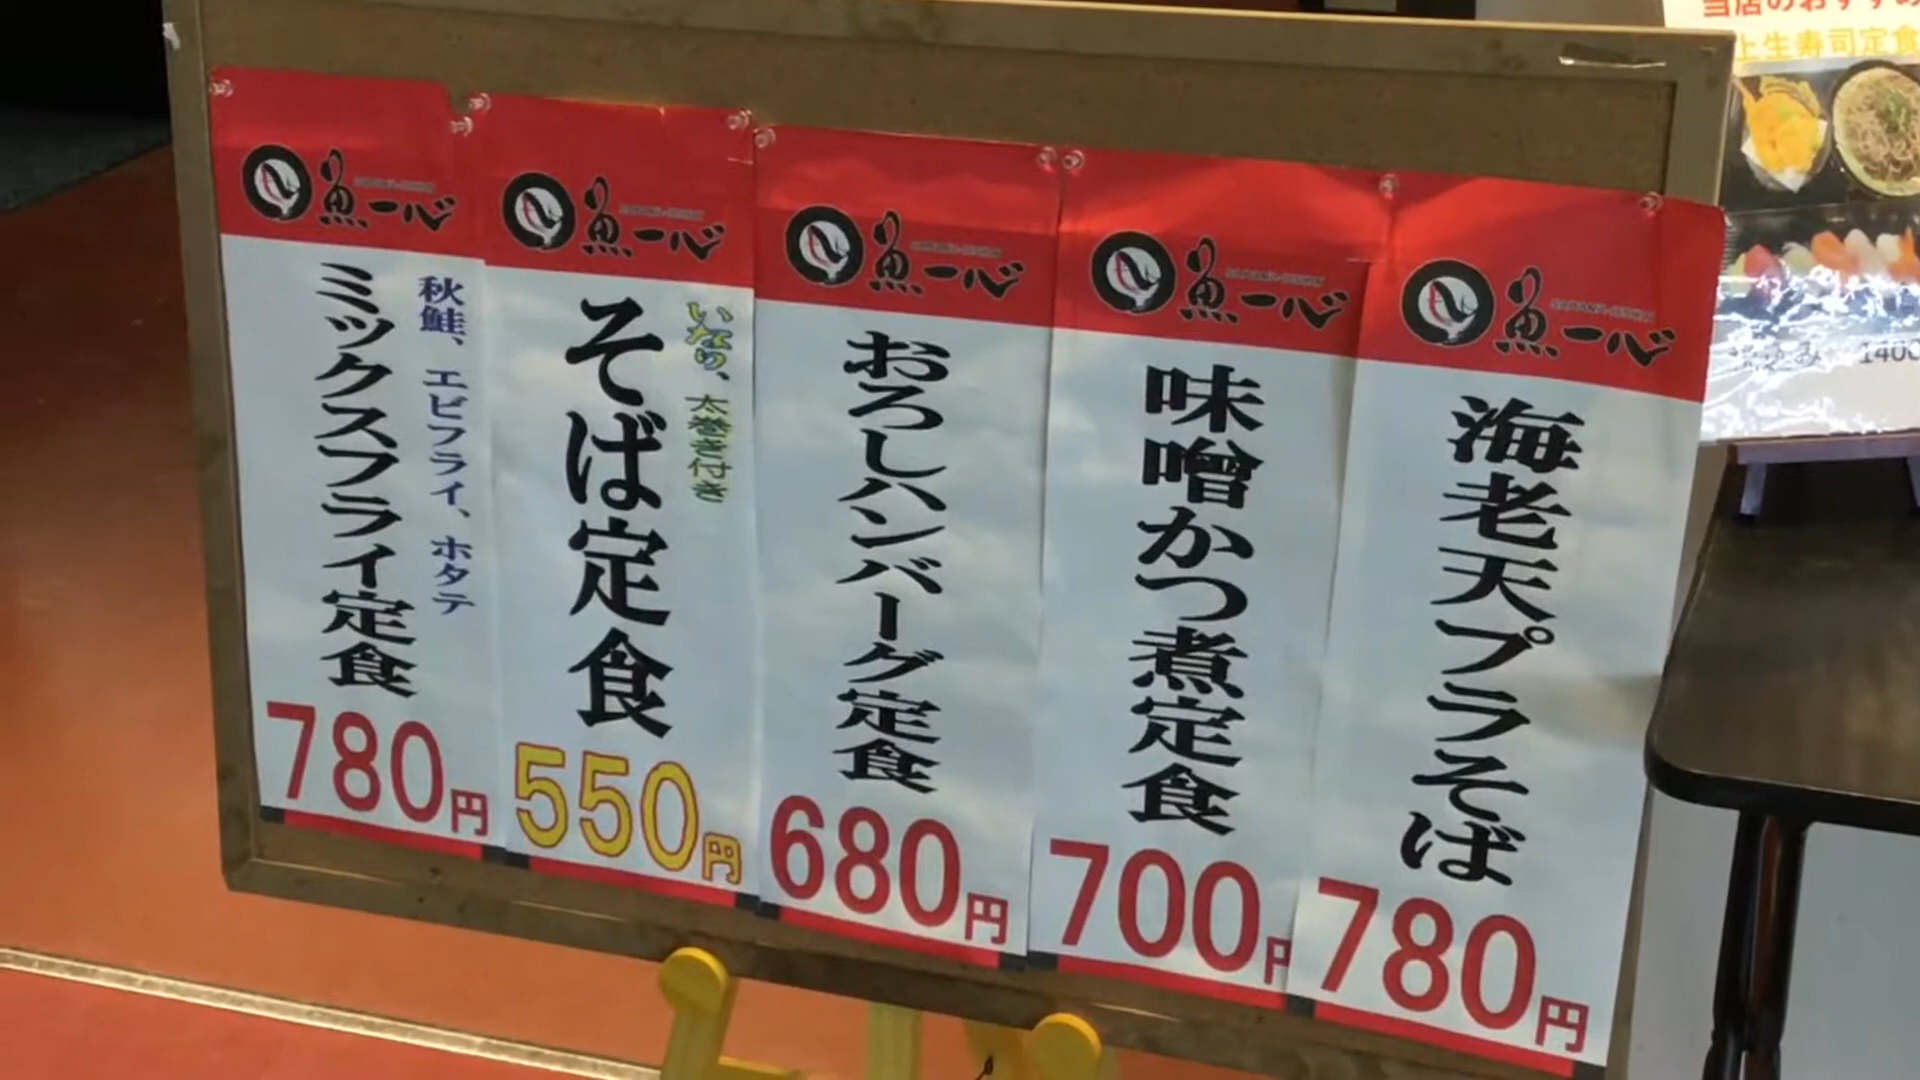 魚一心
秋鮭、エビフライ、ホタテ
ミックスフライ定食
780円
魚一心
いなり、太巻き付き
そば定食
550円
魚一心
おろしハンバーグ定食
680円
魚一心
味噌かつ煮定食
700円
魚一心
海老天プラそば
780円
当店のおすすめ
上生寿司定食
1400